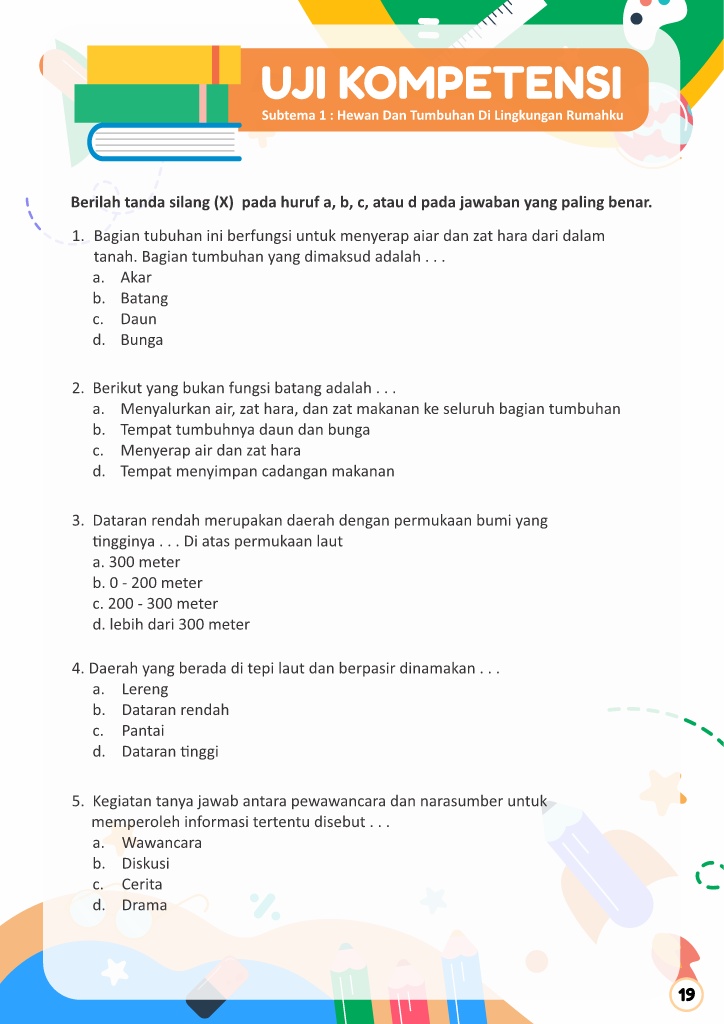 UJI KOMPETENSI
Subtema 1 : Hewan Dan Tumbuhan Di Lingkungan Rumahku
Berilah tanda silang (X) pada huruf a, b, c, atau d pada jawaban yang paling benar.
1. Bagian tubuhan ini berfungsi untuk menyerap aiar dan zat hara dari dalam
tanah. Bagian tumbuhan yang dimaksud adalah . . .
a. Akar
b. Batang
c. Daun
d. Bunga
2. Berikut yang bukan fungsi batang adalah . . .
a. Menyalurkan air, zat hara, dan zat makanan ke seluruh bagian tumbuhan
b. Tempat tumbuhnya daun dan bunga
c. Menyerap air dan zat hara
d. Tempat menyimpan cadangan makanan
3. Dataran rendah merupakan daerah dengan permukaan bumi yang
tingginya . . . Di atas permukaan laut
a. 300 meter
b. 0 - 200 meter
c. 200 - 300 meter
d. lebih dari 300 meter
4. Daerah yang berada di tepi laut dan berpasir dinamakan . . .
a. Lereng
b. Dataran rendah
c. Pantai
d. Dataran tinggi
5. Kegiatan tanya jawab antara pewawancara dan narasumber untuk
memperoleh informasi tertentu disebut . . .
a. Wawancara
b. Diskusi
c. Cerita
d. Drama
19